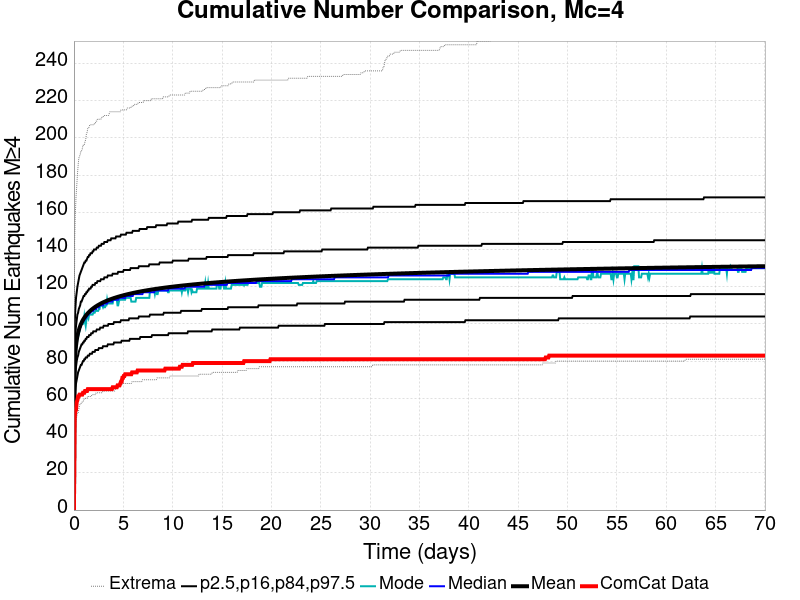 Cumulative Number Comparison, Mc=4
Cumulative Num Earthquakes M≥4
240
220
200
180
160
140
120
100
80
60
40
20
0
0 5 10 15 20 25 30 35 40 45 50 55 60 65 70
Time (days)
Extrema p2.5,p16,p84,p97.5 Mode Median Mean ComCat Data